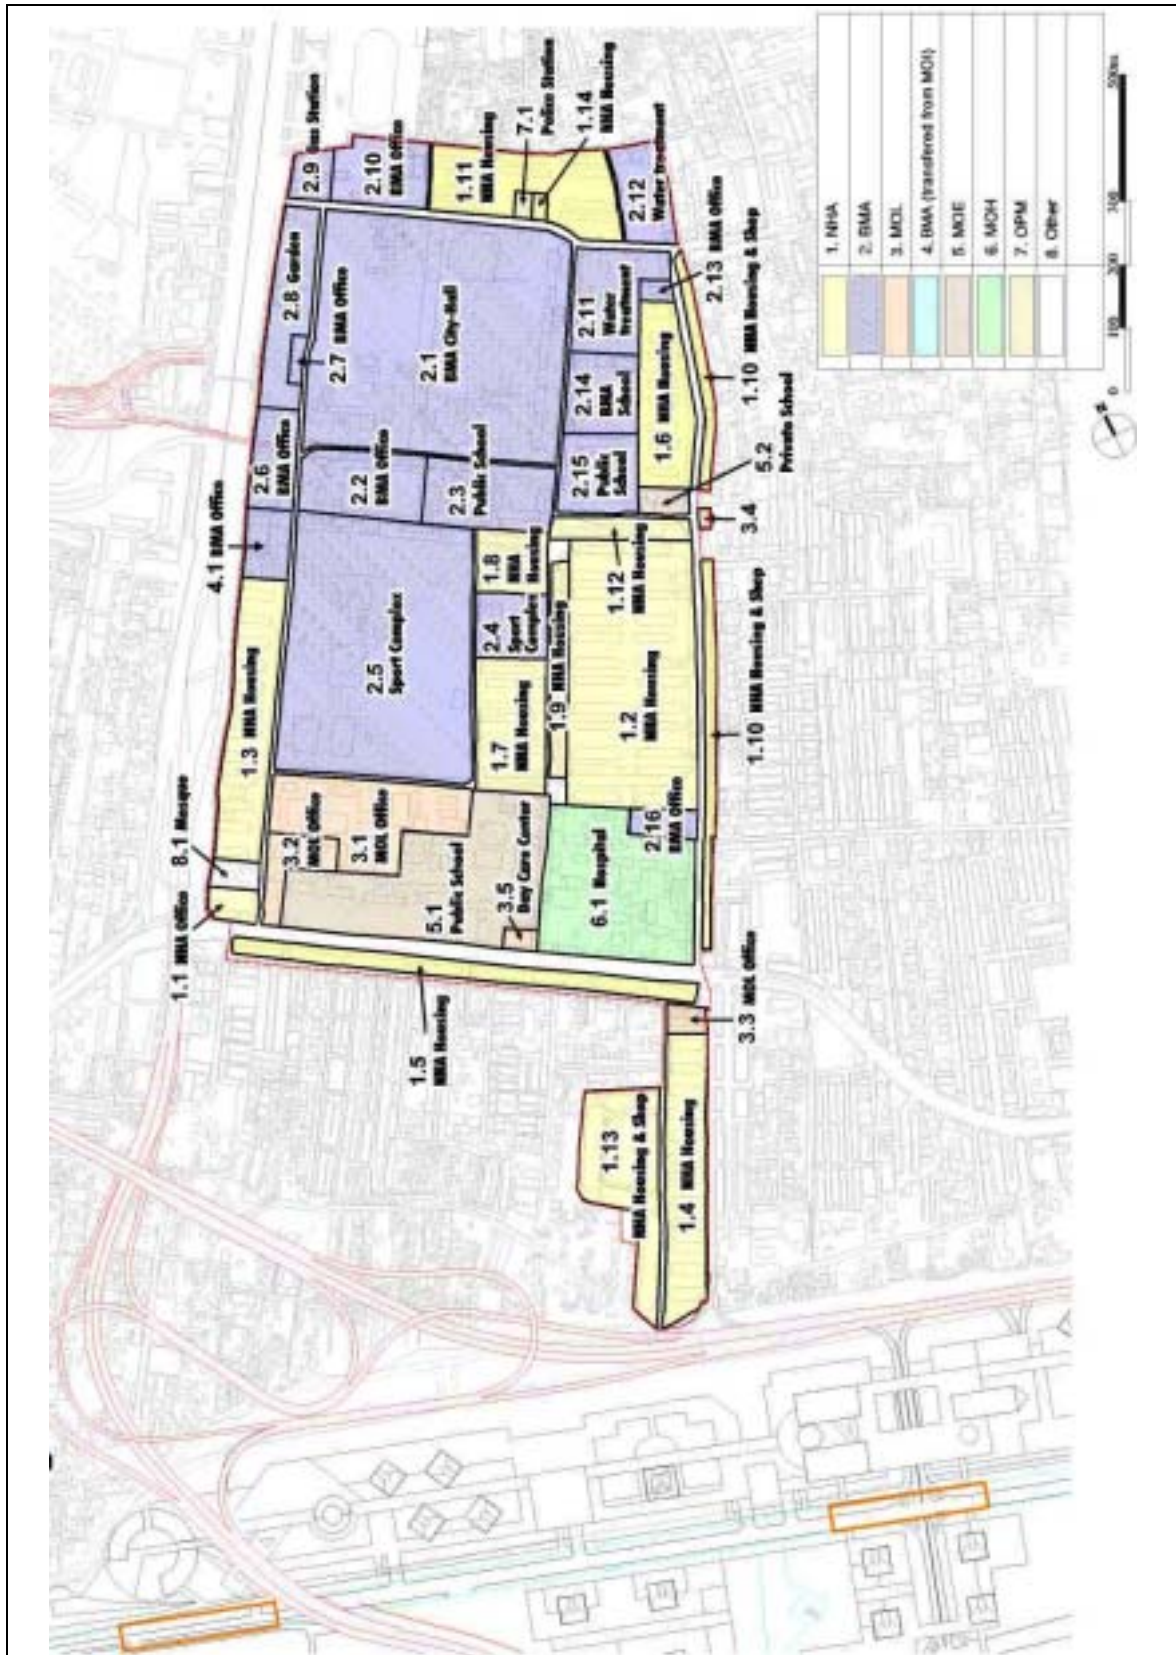 1.1 NHA Office
8.1 Mosque
1.3 NHA Housing
4.1 BMA Office
2.6
BMA Office
2.7 BMA Office
2.8 Garden
2.9 Gas Station
2.10
BMA Office
1.11
NHA Housing
7.1
Police Station
1.14
NHA Housing
2.12
Water treatment
2.1
BMA City-Hall
2.2
BMA Office
2.3
Public School
2.5
Sport Complex
3.2
MOL Office
3.1
MOL Office
5.1
Public School
3.5
Day Care Center
1.5
NHA Housing
1.7
NHA Housing
2.4
Sport
Complex
1.8
NHA
Housing
1.9 NHA Housing
2.15
Public
School
2.14
BMA
School
2.11
Water
Treatment
2.13 BMA Office
1.6 NHA Housing
1.10 NHA Housing & Shop
5.2
Private School
3.4
1.12
NHA Housing
1.2
NHA Housing
2.16
BMA Office
6.1 Hospital
1.10 NHA Housing & Shop
3.3 MOL Office
1.13
NHA Housing & Shop
1.4 NHA Housing
1. NHA
2. BMA
3. MOL
4. BMA (transfered from MOI)
5. MOE
6. MOH
7. OPM
8. Other
0 100 300 500m